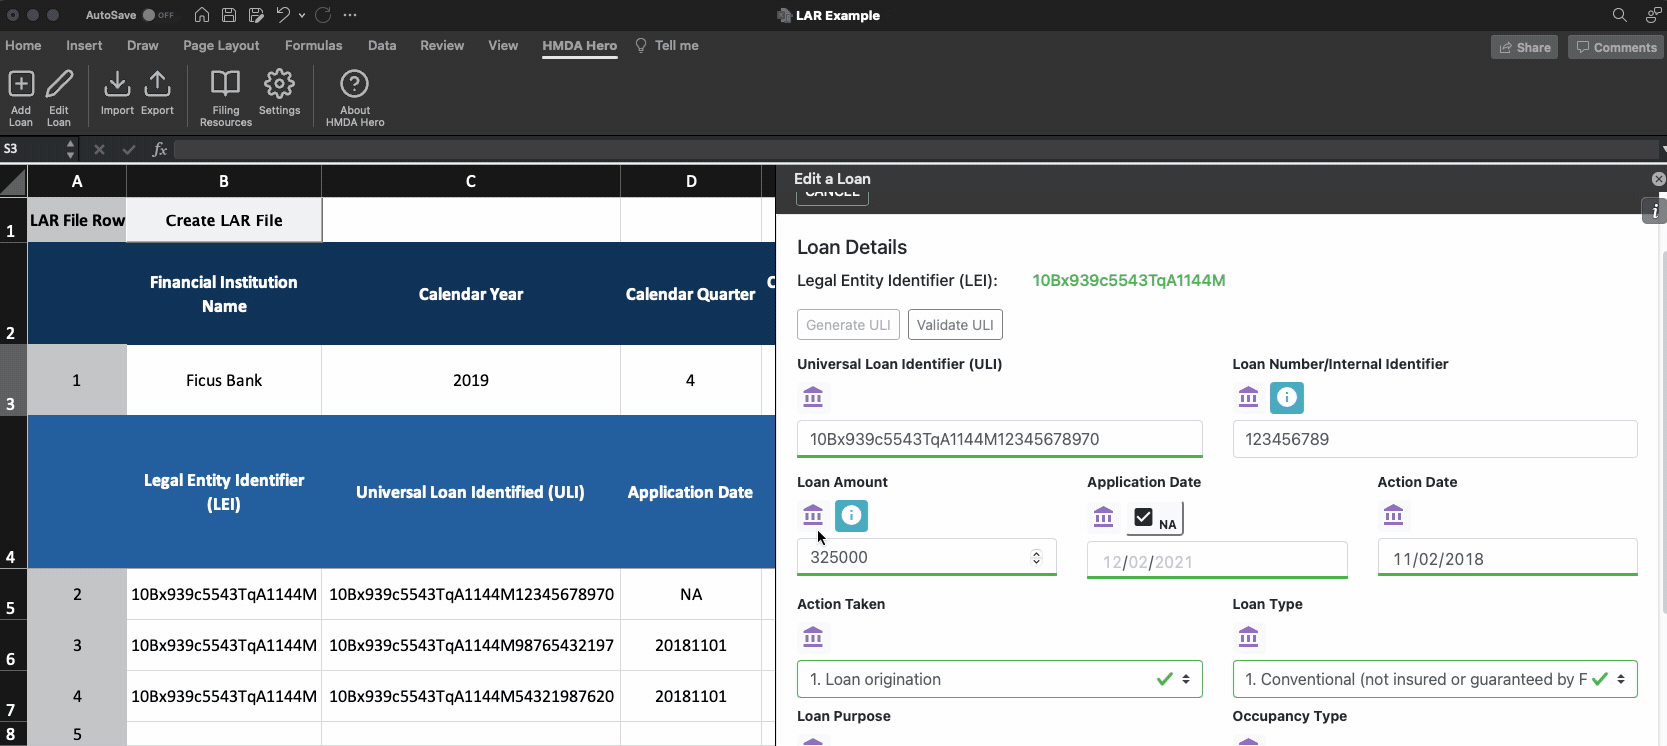 AutoSave OFF
LAR Example
Home Insert Draw Page Layout Formulas Data Review View HMDA Hero Tell me
Share Comments
Add Loan
Edit Loan
Import
Export
Filing Resources
Settings
About HMDA Hero
S3 fx
A B C D
Edit a Loan
CANCEL
1 LAR File Row Create LAR File
2 Financial Institution Name Calendar Year Calendar Quarter C
3 1 Ficus Bank 2019 4
4 Legal Entity Identifier (LEI) Universal Loan Identified (ULI) Application Date
5 2 10Bx939c5543TqA1144M 10Bx939c5543TqA1144M12345678970 NA
6 3 10Bx939c5543TqA1144M 10Bx939c5543TqA1144M98765432197 20181101
7 4 10Bx939c5543TqA1144M 10Bx939c5543TqA1144M54321987620 20181101
8 5
Loan Details
Legal Entity Identifier (LEI): 10Bx939c5543TqA1144M
Generate ULI Validate ULI
Universal Loan Identifier (ULI) Loan Number/Internal Identifier
10Bx939c5543TqA1144M12345678970 123456789
Loan Amount Application Date Action Date
NA
325000 12/02/2021 11/02/2018
Action Taken Loan Type
1. Loan origination 1. Conventional (not insured or guaranteed by F
Loan Purpose Occupancy Type